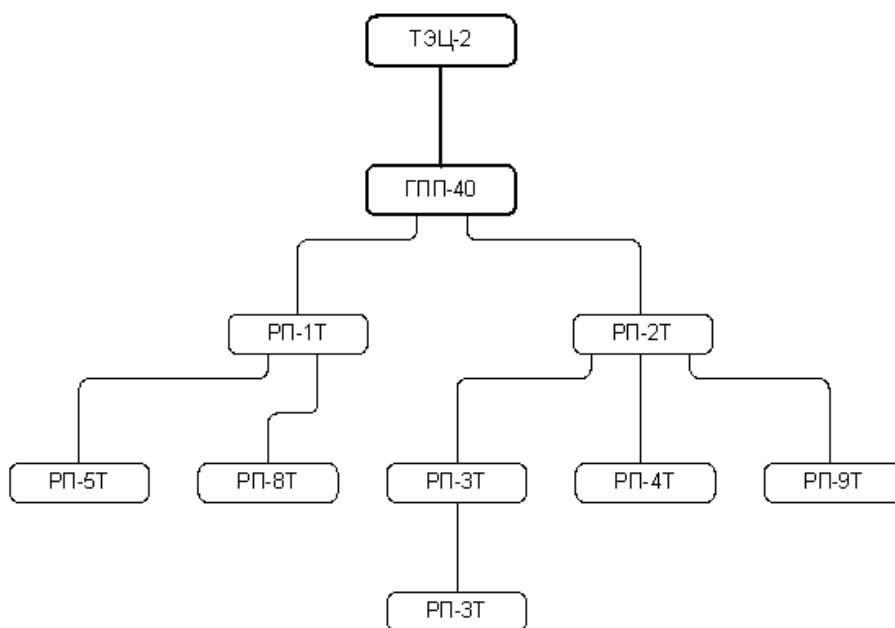 ТЭЦ-2
ГПП-40
РП-1Т
РП-2Т
РП-5Т
РП-8Т
РП-3Т
РП-4Т
РП-9Т
РП-3Т